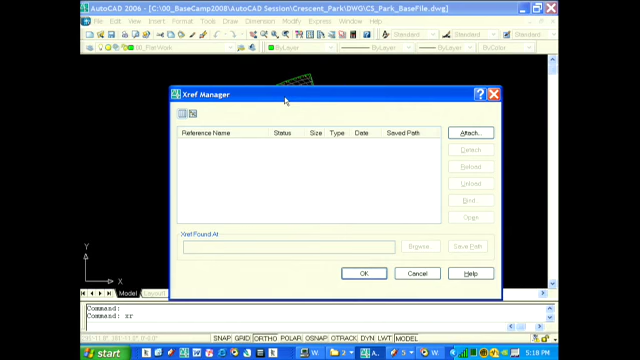 AutoCAD 2006 - [C:\00_BaseCamp2008\AutoCAD Session\Crescent_Park\DWG\CS_Park_BaseFile.dwg]
File Edit View Insert Format Tools Draw Dimension Modify Express Window Help
Standard Standard
ByLayer ByLayer ByLayer ByColor
Xref Manager
Reference Name Status Size Type Date Saved Path
Attach...
Detach
Reload
Unload
Bind...
Open
Xref Found At
Browse... Save Path
OK Cancel Help
Y
X
Model Layout1
Command:
Command: xr
SNAP GRID ORTHO POLAR OSNAP OTRACK DYN LWT MODEL
start 2 A... 5 W... 5:18 PM